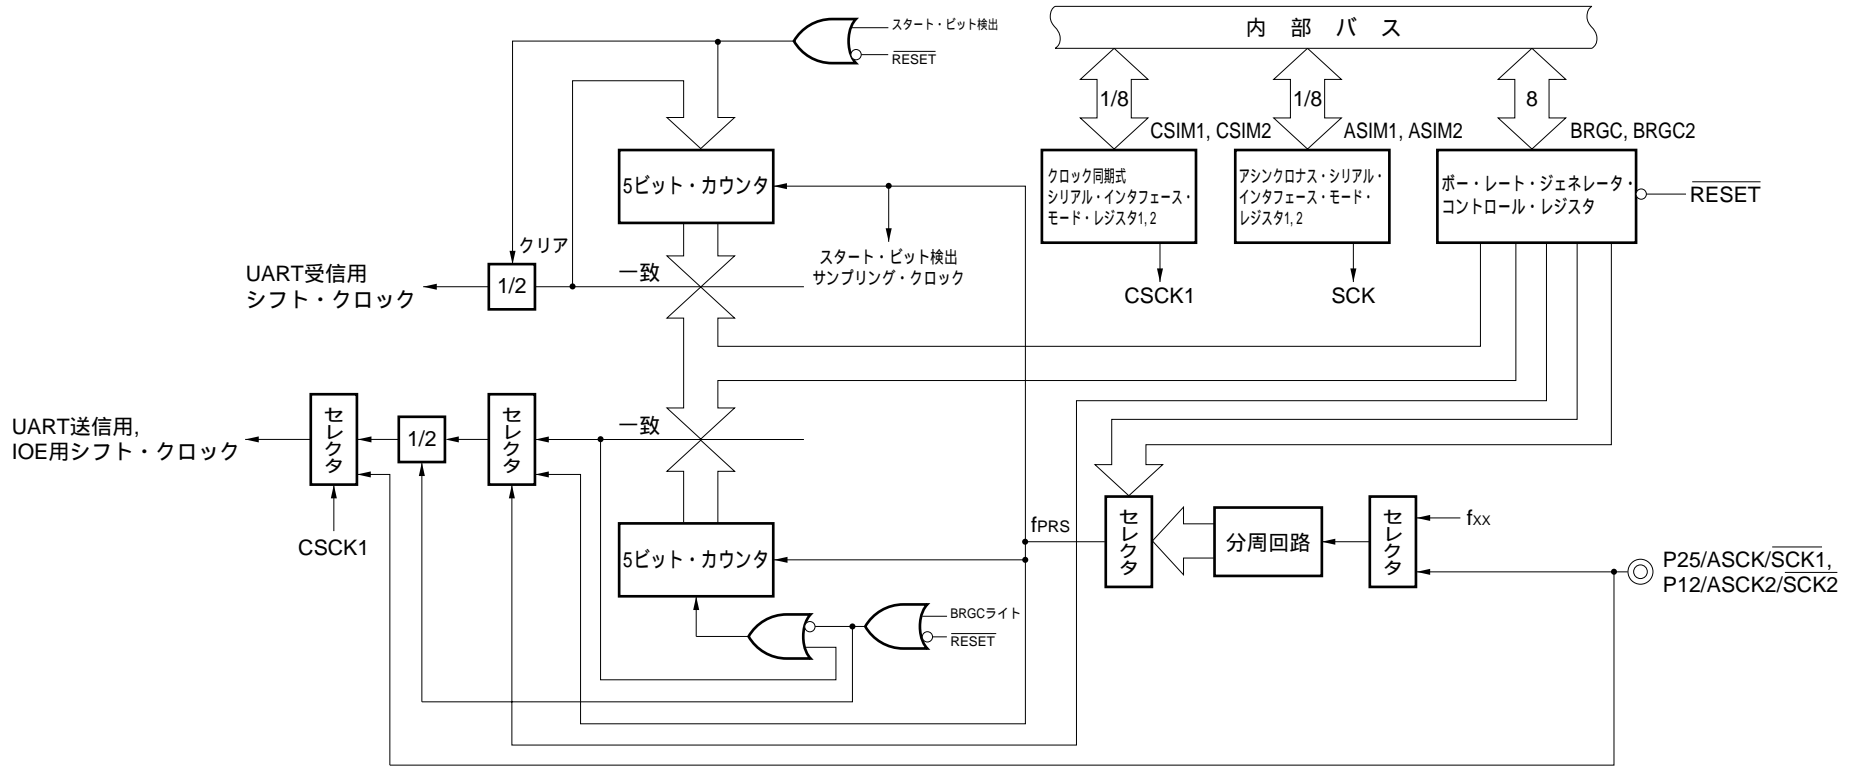 スタート・ビット検出
RESET
内 部 バ ス
1/8
1/8
8
CSIM1, CSIM2
ASIM1, ASIM2
BRGC, BRGC2
5ビット・カウンタ
クロック同期式
シリアル・インタフェース・
モード・レジスタ1, 2
アシンクロナス・シリアル・
インタフェース・モード・
レジスタ1, 2
ボー・レート・ジェネレータ・
コントロール・レジスタ
RESET
クリア
一致
スタート・ビット検出
サンプリング・クロック
UART受信用
シフト・クロック
1/2
CSCK1
SCK
UART送信用,
IOE用シフト・クロック
セレクタ
1/2
セレクタ
一致
CSCK1
5ビット・カウンタ
fPRS
セレクタ
分周回路
セレクタ
fXX
P25/ASCK/SCK1,
P12/ASCK2/SCK2
BRGCライト
RESET